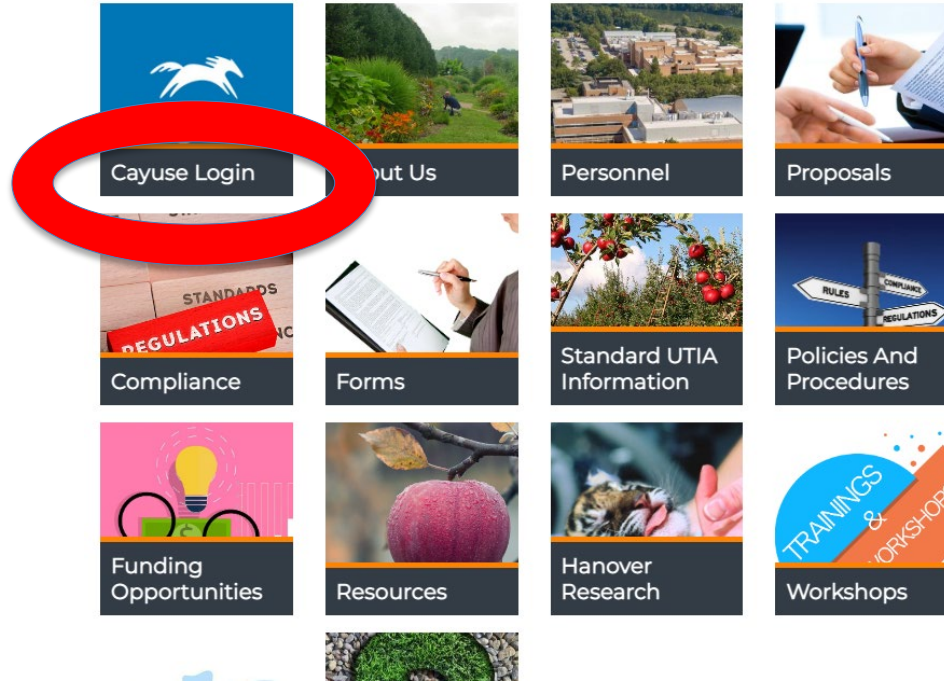 Cayuse Login
out Us
Personnel
Proposals
STANDARDS
REGULATIONS
RULES
COMPLIANCE
REGULATIONS
Compliance
Forms
Standard UTIA
Information
Policies And
Procedures
TRAININGS
&
Funding
Opportunities
Resources
Hanover
Research
Workshops